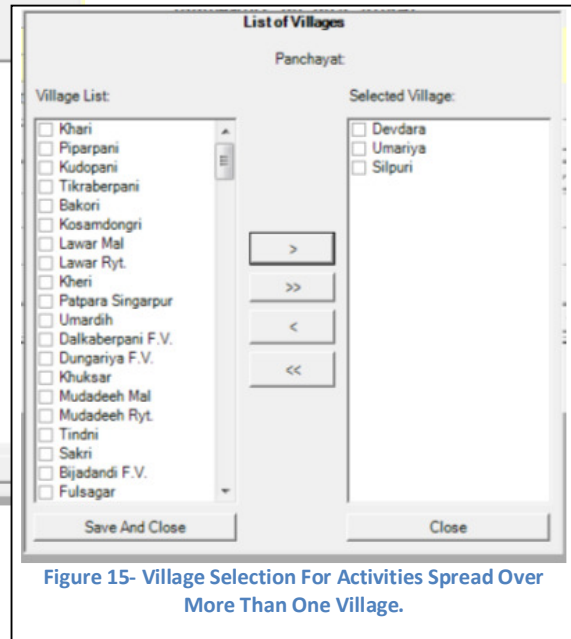 List of Villages
Panchayat:
Village List:
Khari
Piparpani
Kudopani
Tikraberpani
Bakori
Kosamdongri
Lawar Mal
Lawar Ryt.
Kheri
Patpara Singarpur
Umardih
Dalkaberpani F.V.
Dungariya F.V.
Khuksar
Mudadeeh Mal
Mudadeeh Ryt.
Tindni
Sakri
Bijadandi F.V.
Fulsagar
>
>>
<
<<
Selected Village:
Devdara
Umariya
Silpuri
Save And Close
Close
Figure 15- Village Selection For Activities Spread Over
More Than One Village.